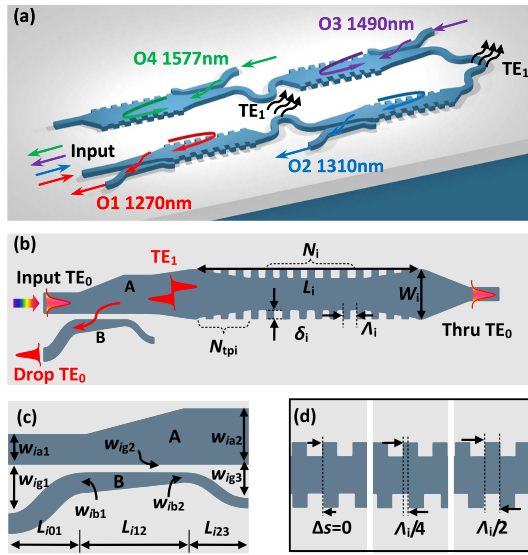 (a)
O3 1490nm
O4 1577nm
TE1
TE1
Input
O2 1310nm
O1 1270nm
(b)
TE1
Ni
Input TE0
A
Li
Wi
B
Ntpi
δi
Λi
Thru TE0
Drop TE0
(c)
(d)
wia1
wig2
A
wia2
wig1
B
wig3
wib1
wib2
Li01
Li12
Li23
Δs=0
Λi/4
Λi/2